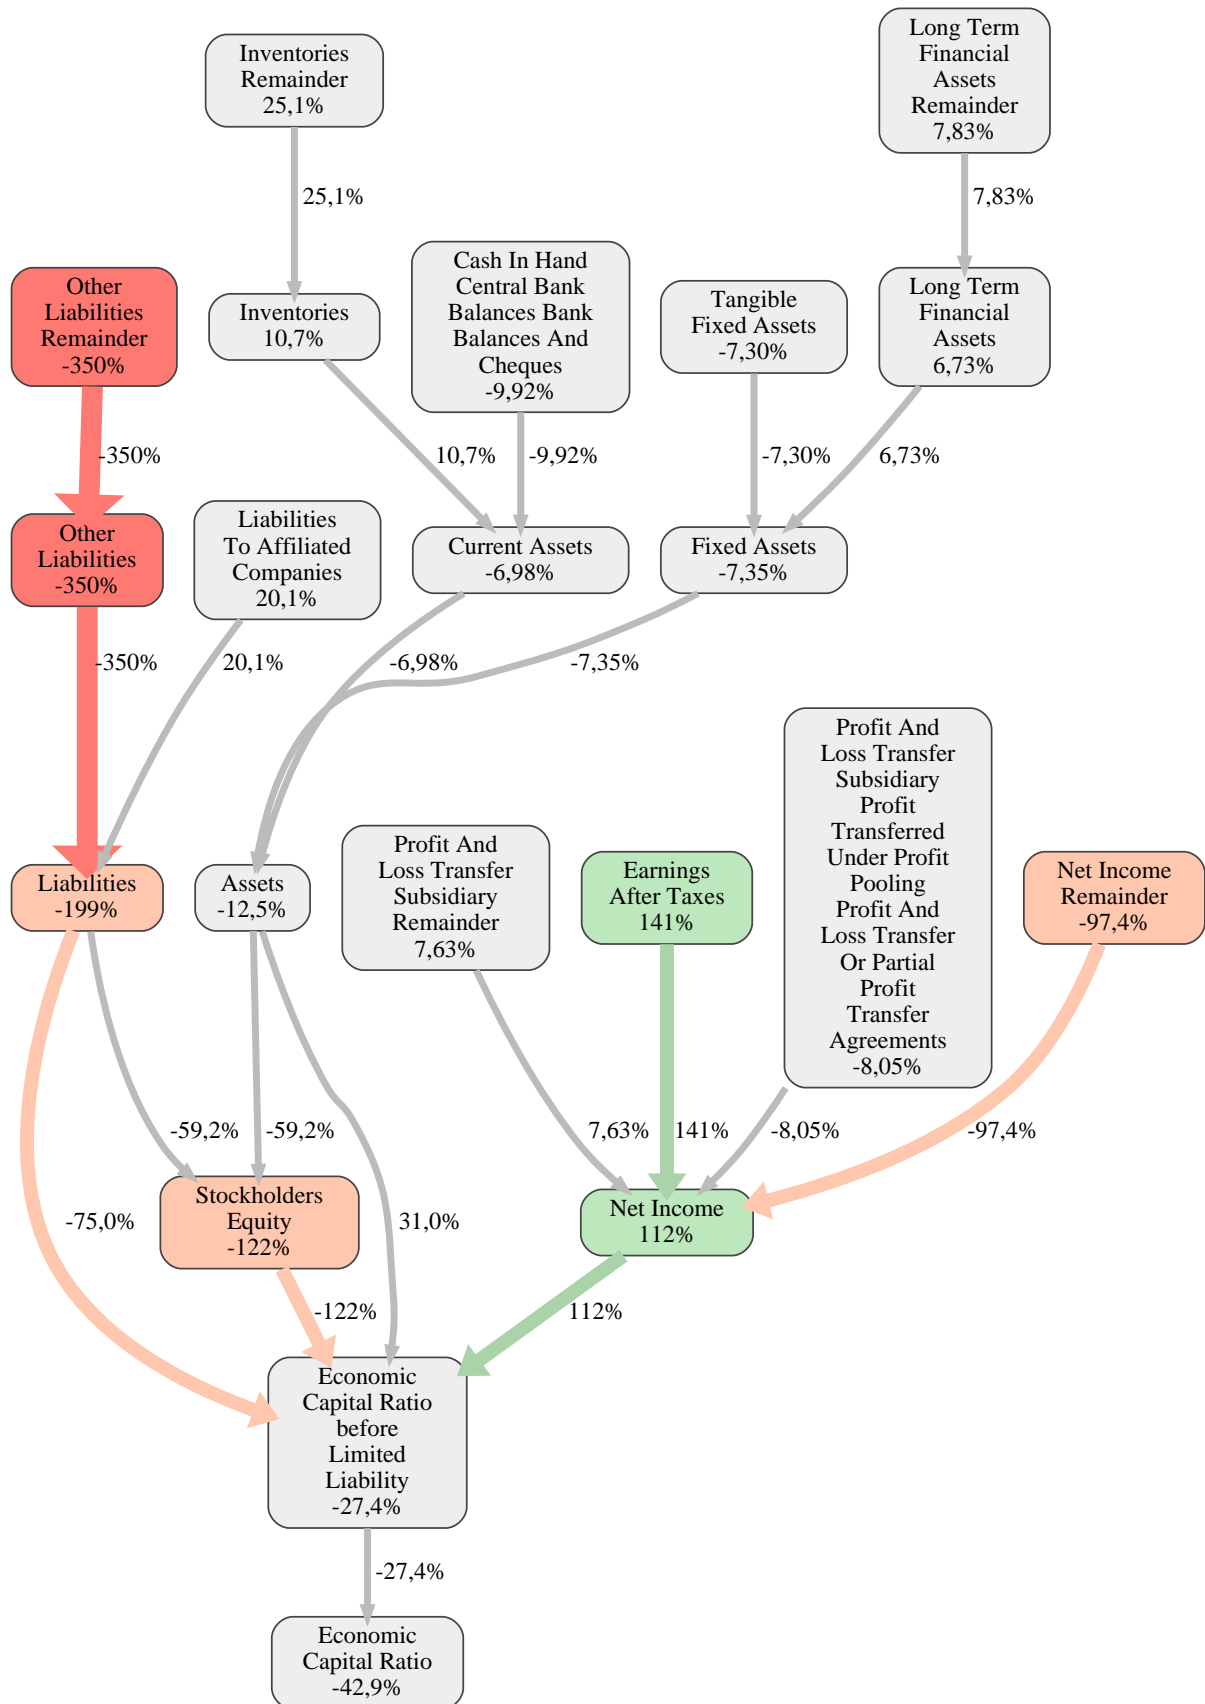 Inventories
Remainder
25,1%
Long Term
Financial
Assets
Remainder
7,83%
25,1%
7,83%
Other
Liabilities
Remainder
-350%
Inventories
10,7%
Cash In Hand
Central Bank
Balances Bank
Balances And
Cheques
-9,92%
Tangible
Fixed Assets
-7,30%
Long Term
Financial
Assets
6,73%
-350%
10,7%
-9,92%
-7,30%
6,73%
Other
Liabilities
-350%
Liabilities
To Affiliated
Companies
20,1%
Current Assets
-6,98%
Fixed Assets
-7,35%
-350%
20,1%
-6,98%
-7,35%
Liabilities
-199%
Assets
-12,5%
Profit And
Loss Transfer
Subsidiary
Remainder
7,63%
Earnings
After Taxes
141%
Profit And
Loss Transfer
Subsidiary
Profit
Transferred
Under Profit
Pooling
Profit And
Loss Transfer
Or Partial
Profit
Transfer
Agreements
-8,05%
Net Income
Remainder
-97,4%
-59,2%
-59,2%
7,63%
141%
-8,05%
-97,4%
Stockholders
Equity
-122%
Net Income
112%
-75,0%
31,0%
-122%
112%
Economic
Capital Ratio
before
Limited
Liability
-27,4%
-27,4%
Economic
Capital Ratio
-42,9%